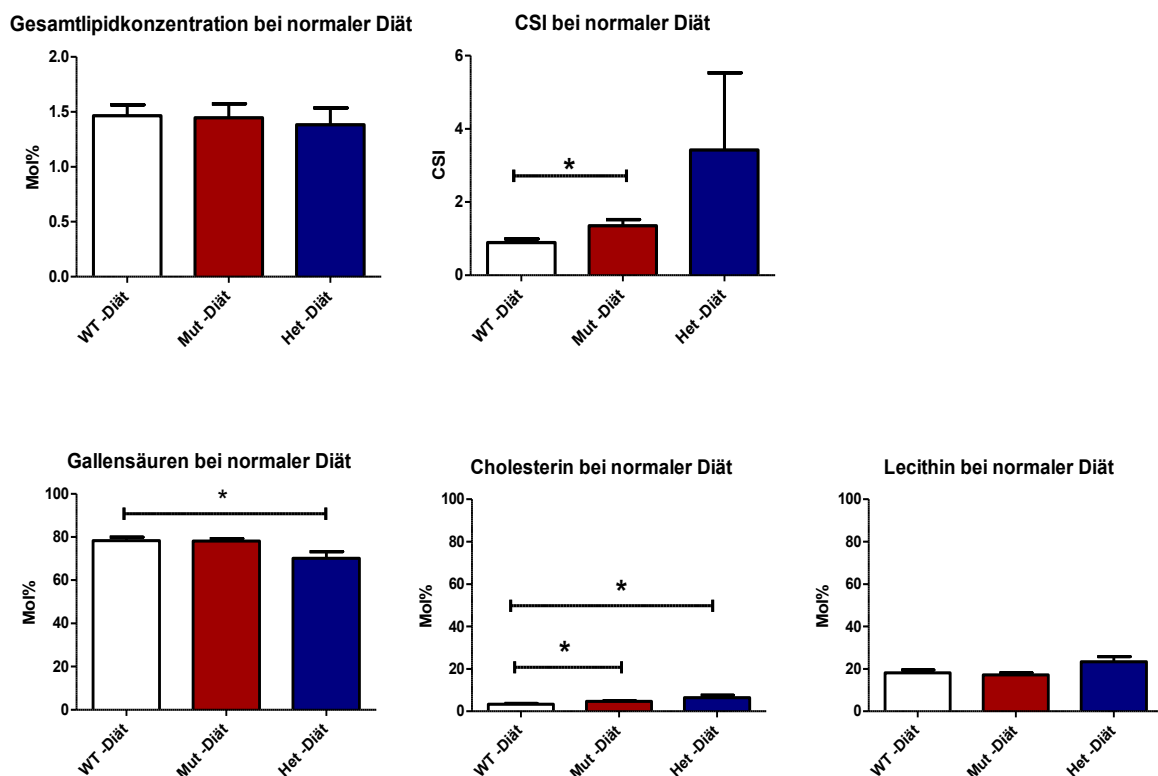 Gesamtlipidkonzentration bei normaler Diät
2.0
1.5
1.0
0.5
0.0
Mol%
WT -Diät
Mut -Diät
Het -Diät
CSI bei normaler Diät
6
4
2
0
CSI
*
WT -Diät
Mut -Diät
Het -Diät
Gallensäuren bei normaler Diät
100
80
60
40
20
0
Mol%
*
WT -Diät
Mut -Diät
Het -Diät
Cholesterin bei normaler Diät
100
80
60
40
20
0
Mol%
*
*
WT -Diät
Mut -Diät
Het -Diät
Lecithin bei normaler Diät
100
80
60
40
20
0
Mol%
WT -Diät
Mut -Diät
Het -Diät